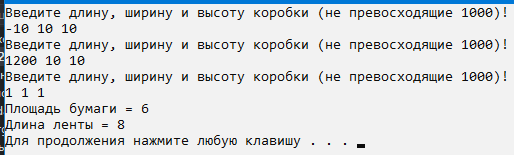 Введите длину, ширину и высоту коробки (не превосходящие 1000)!
-10 10 10
Введите длину, ширину и высоту коробки (не превосходящие 1000)!
1200 10 10
Введите длину, ширину и высоту коробки (не превосходящие 1000)!
1 1 1
Площадь бумаги = 6
Длина ленты = 8
Для продолжения нажмите любую клавишу . . .